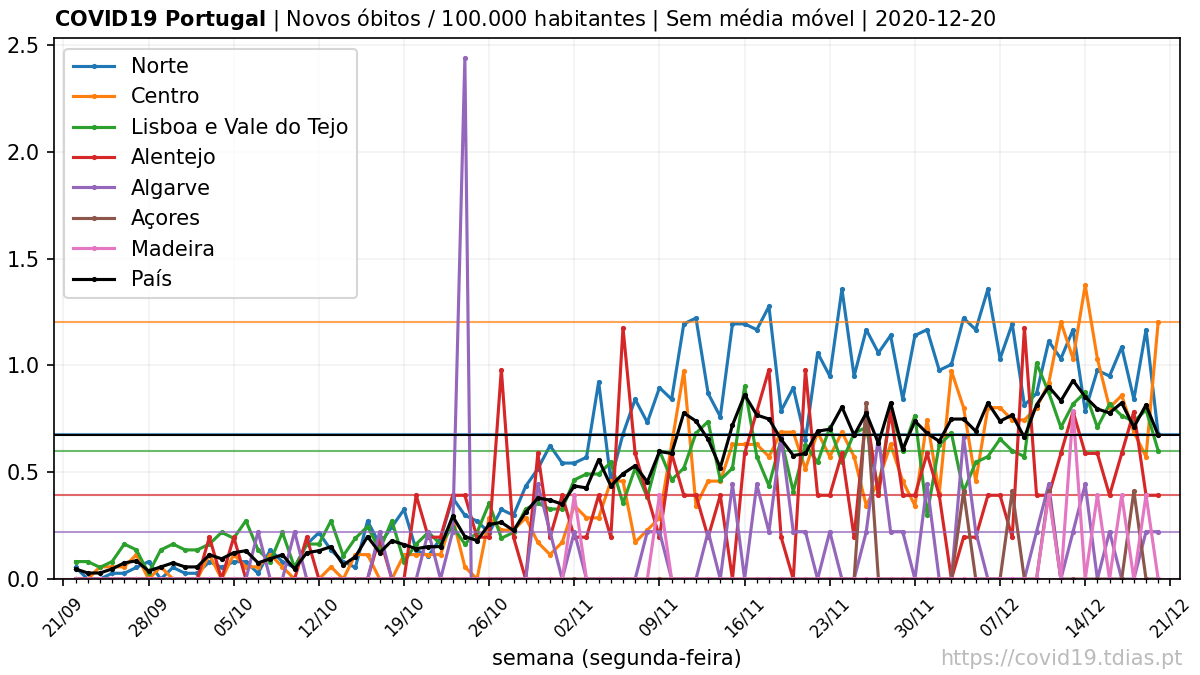 COVID19 Portugal | Novos óbitos / 100.000 habitantes | Sem média móvel | 2020-12-20
2.5
2.0
1.5
1.0
0.5
0.0
Norte
Centro
Lisboa e Vale do Tejo
Alentejo
Algarve
Açores
Madeira
País
21/09 28/09 05/10 12/10 19/10 26/10 02/11 09/11 16/11 23/11 30/11 07/12 14/12 21/12
semana (segunda-feira)
https://covid19.tdias.pt